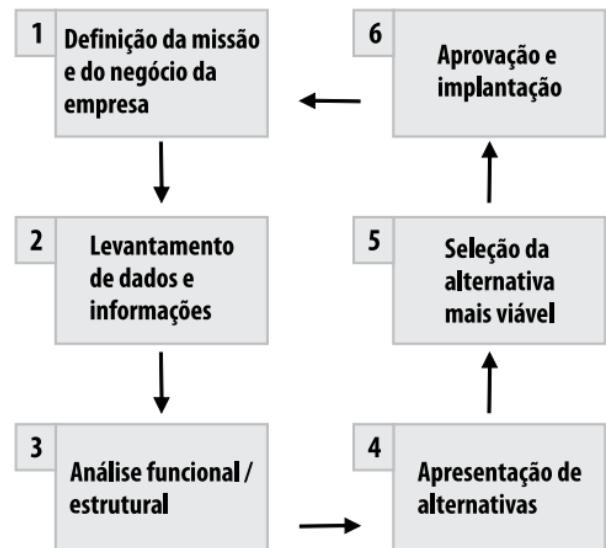 1
Definição da missão
e do negócio da
empresa
2
Levantamento
de dados e
informações
3
Análise funcional /
estrutural
4
Apresentação de
alternativas
5
Seleção da
alternativa
mais viável
6
Aprovação e
implantação